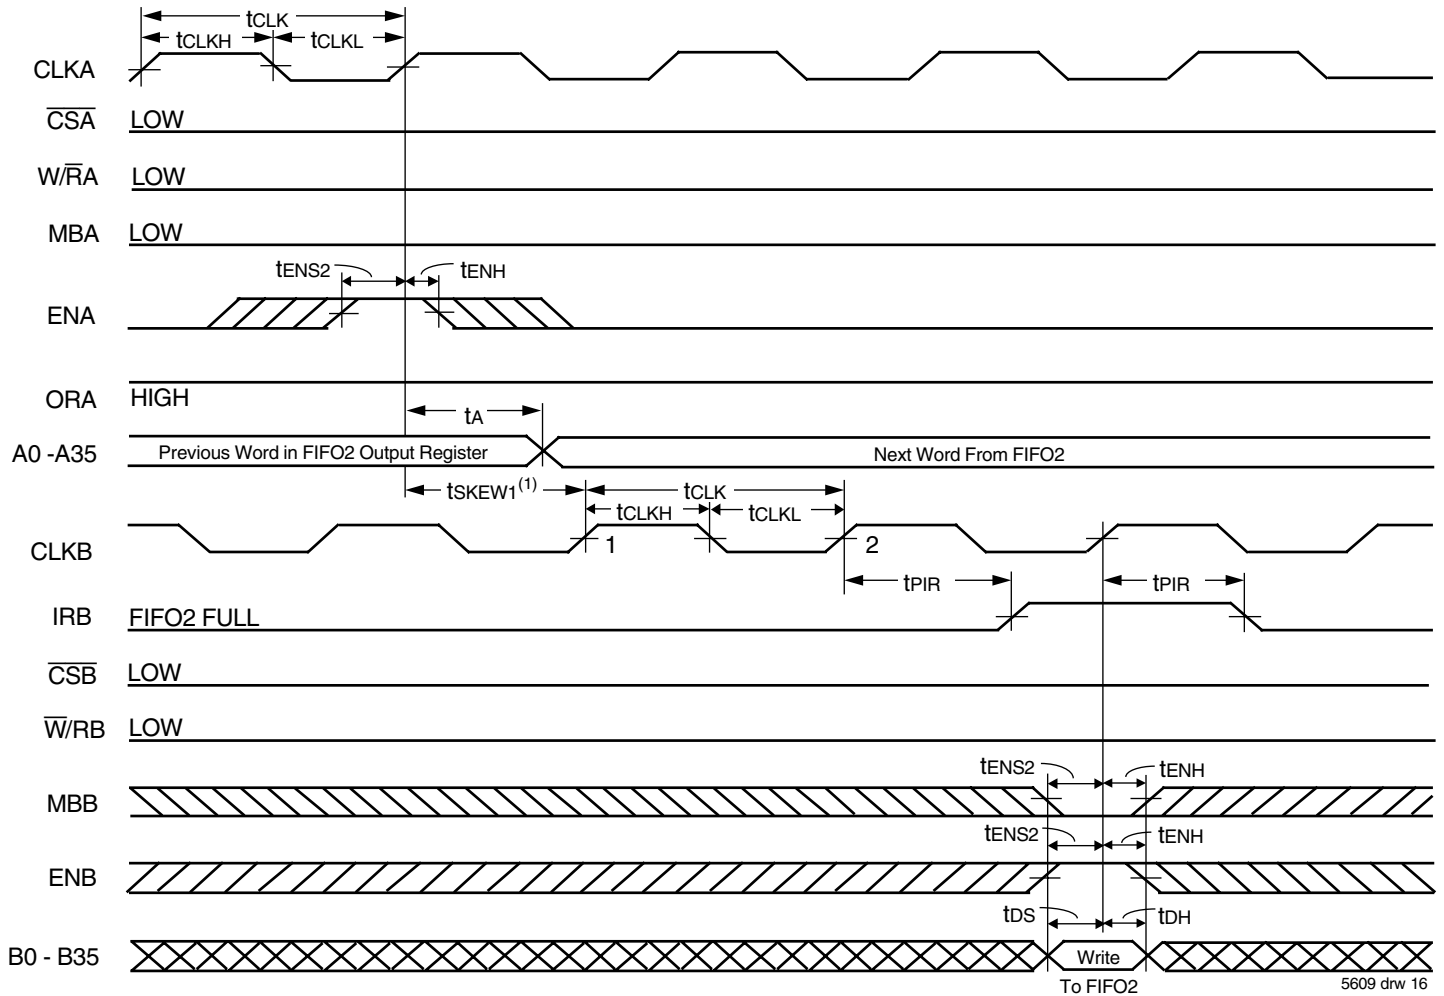 tCLK
tCLKH tCLKL
CLKA
CSA LOW
W/RA LOW
MBA LOW
tENS2 tENH
ENA
ORA HIGH
tA
A0 -A35 Previous Word in FIFO2 Output Register Next Word From FIFO2
tSKEW1(1) tCLK
tCLKH tCLKL
CLKB 1 2
tPIR tPIR
IRB FIFO2 FULL
CSB LOW
W/RB LOW
tENS2 tENH
MBB
tENS2 tENH
ENB
tDS tDH
B0 - B35 Write
To FIFO2
5609 drw 16